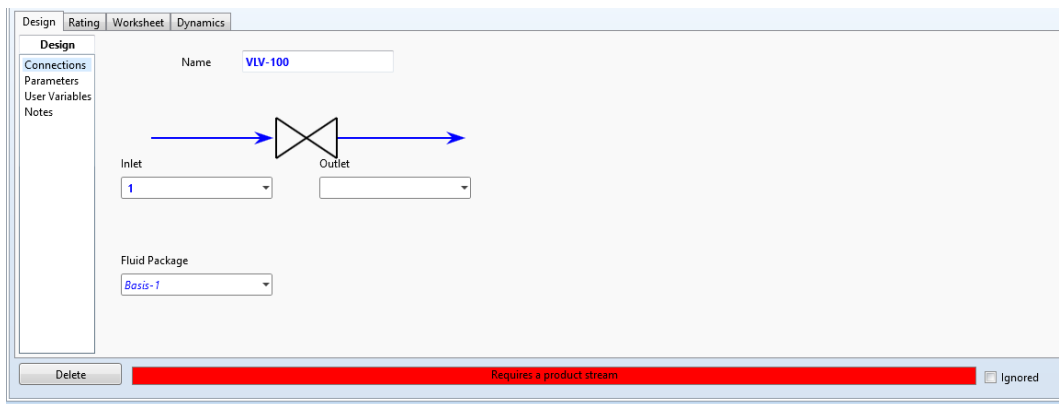 Design Rating Worksheet Dynamics
Design
Connections
Parameters
User Variables
Notes
Name VLV-100
Inlet Outlet
1
Fluid Package
Basis-1
Delete Requires a product stream Ignored